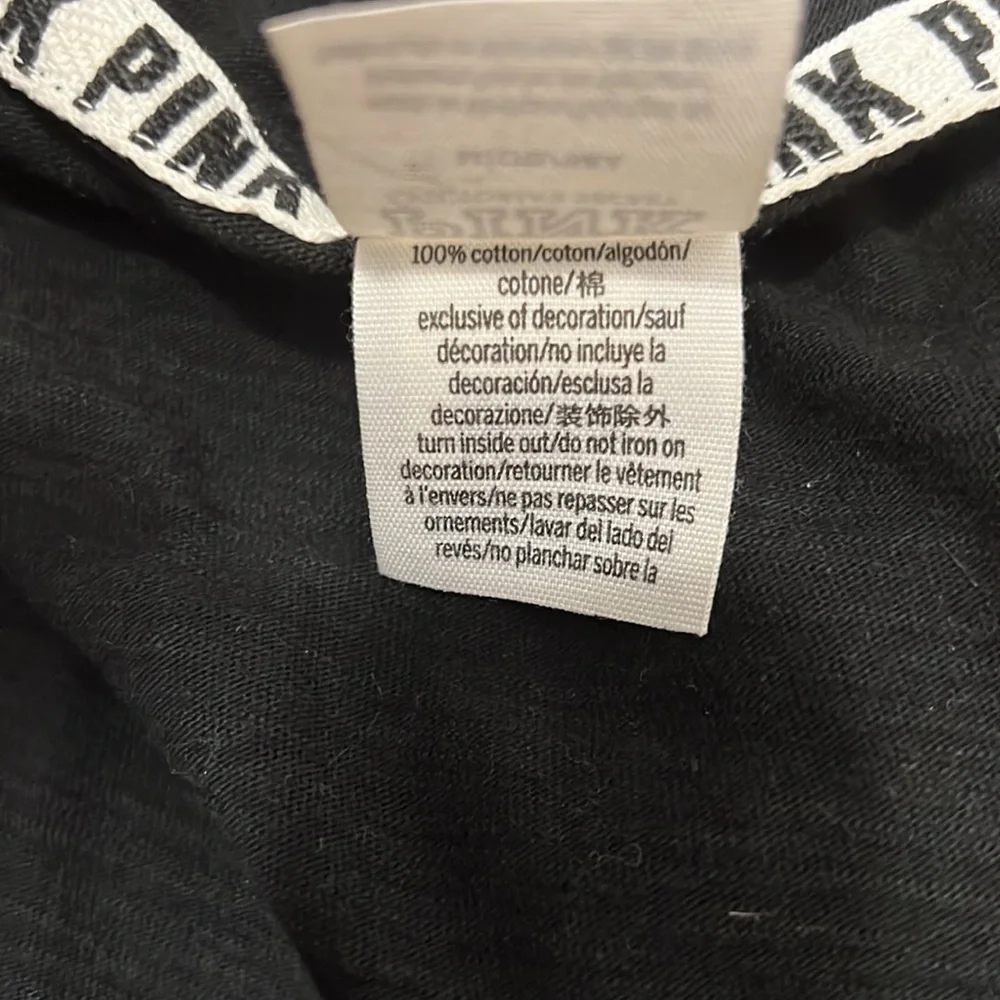 K PINK
NK P
100% cotton/coton/algodón/
cotone/棉
exclusive of decoration/sauf
décoration/no incluye la
decoración/esclusa la
decorazione/装饰除外
turn inside out/do not iron on
decoration/retourner le vêtement
à l'envers/ne pas repasser sur les
ornements/lavar del lado del
revés/no planchar sobre la